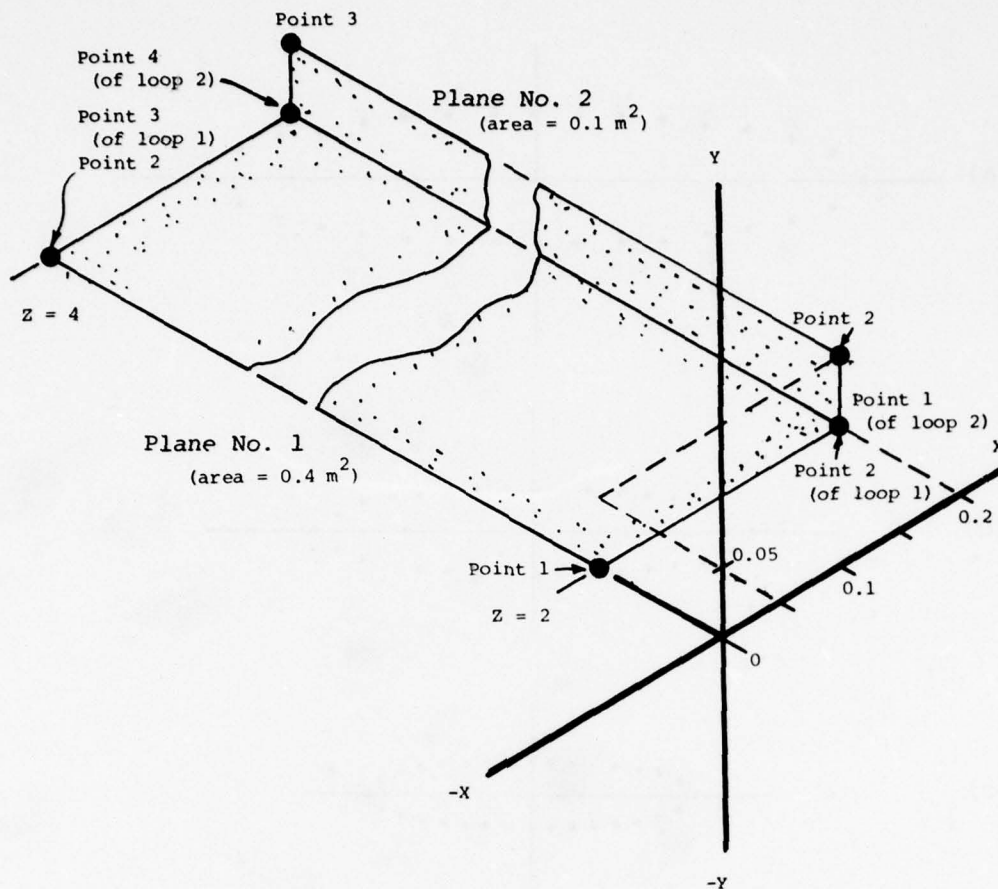 Point 3
Point 4
(of loop 2)
Point 3
(of loop 1)
Point 2
Plane No. 2
(area = 0.1 m²)
Y
Z = 4
Point 2
Point 1
(of loop 2)
Point 2
(of loop 1)
X
Plane No. 1
(area = 0.4 m²)
0.2
0.05
0.1
Point 1
Z = 2
0
-X
-Y